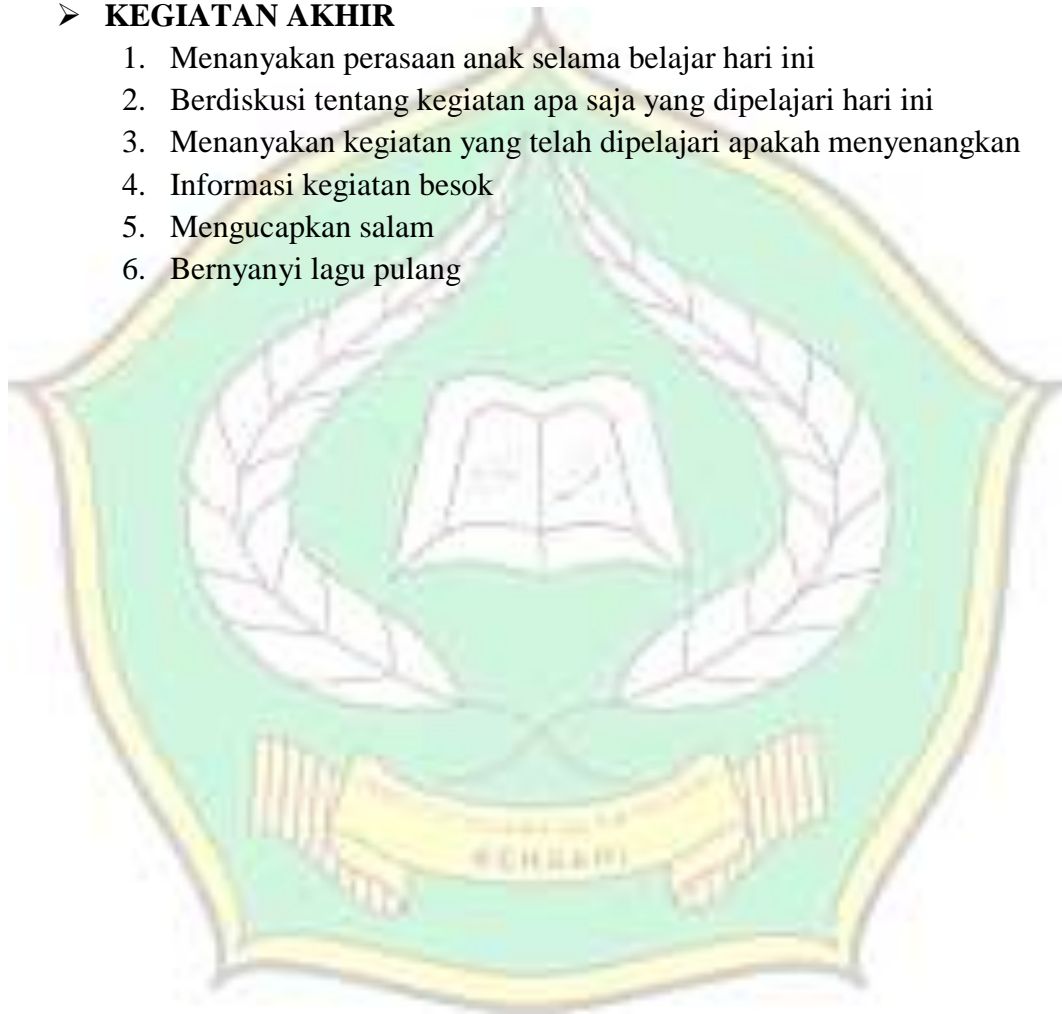 ➢ KEGIATAN AKHIR
1. Menanyakan perasaan anak selama belajar hari ini
2. Berdiskusi tentang kegiatan apa saja yang dipelajari hari ini
3. Menanyakan kegiatan yang telah dipelajari apakah menyenangkan
4. Informasi kegiatan besok
5. Mengucapkan salam
6. Bernyanyi lagu pulang
KENDARI